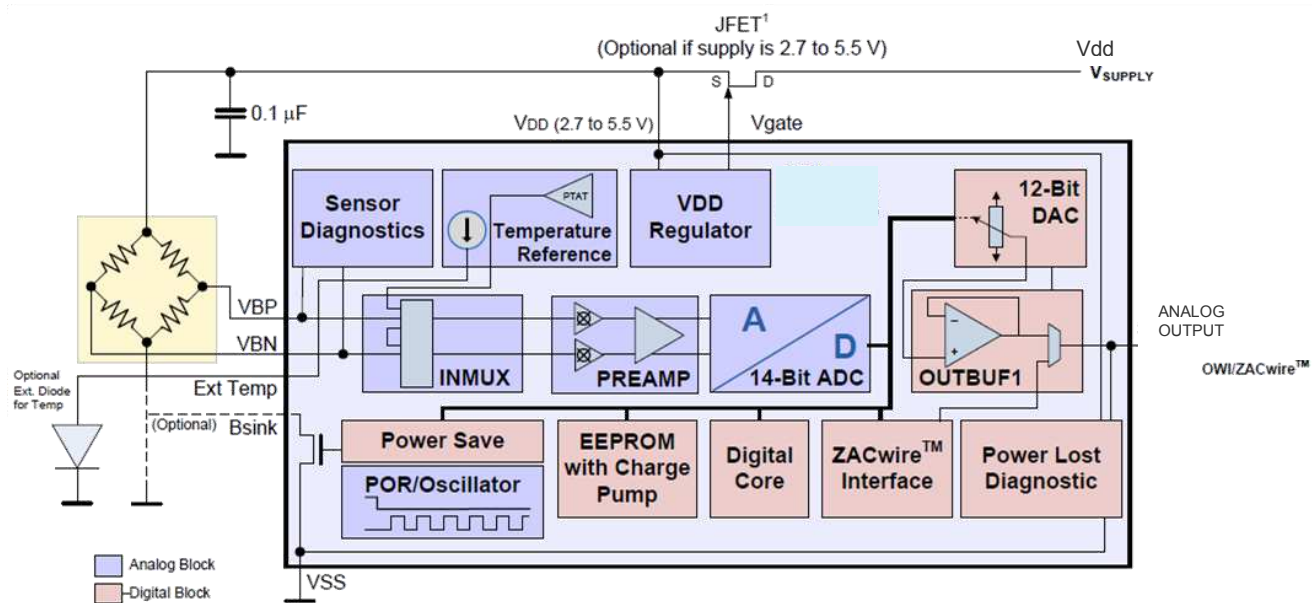 JFET¹
(Optional if supply is 2.7 to 5.5 V)
Vdd
VSUPPLY
S
D
0.1 µF
VDD (2.7 to 5.5 V)
Vgate
Sensor
Diagnostics
PTAT
Temperature
Reference
VDD
Regulator
12-Bit
DAC
VBP
VBN
INMUX
PREAMP
A
D
14-Bit ADC
OUTBUF1
−
+
ANALOG
OUTPUT
OWI/ZACwire™
Optional
Ext. Diode
for Temp
Ext Temp
(Optional)
Bsink
Power Save
POR/Oscillator
EEPROM
with Charge
Pump
Digital
Core
ZACwire™
Interface
Power Lost
Diagnostic
Analog Block
Digital Block
VSS